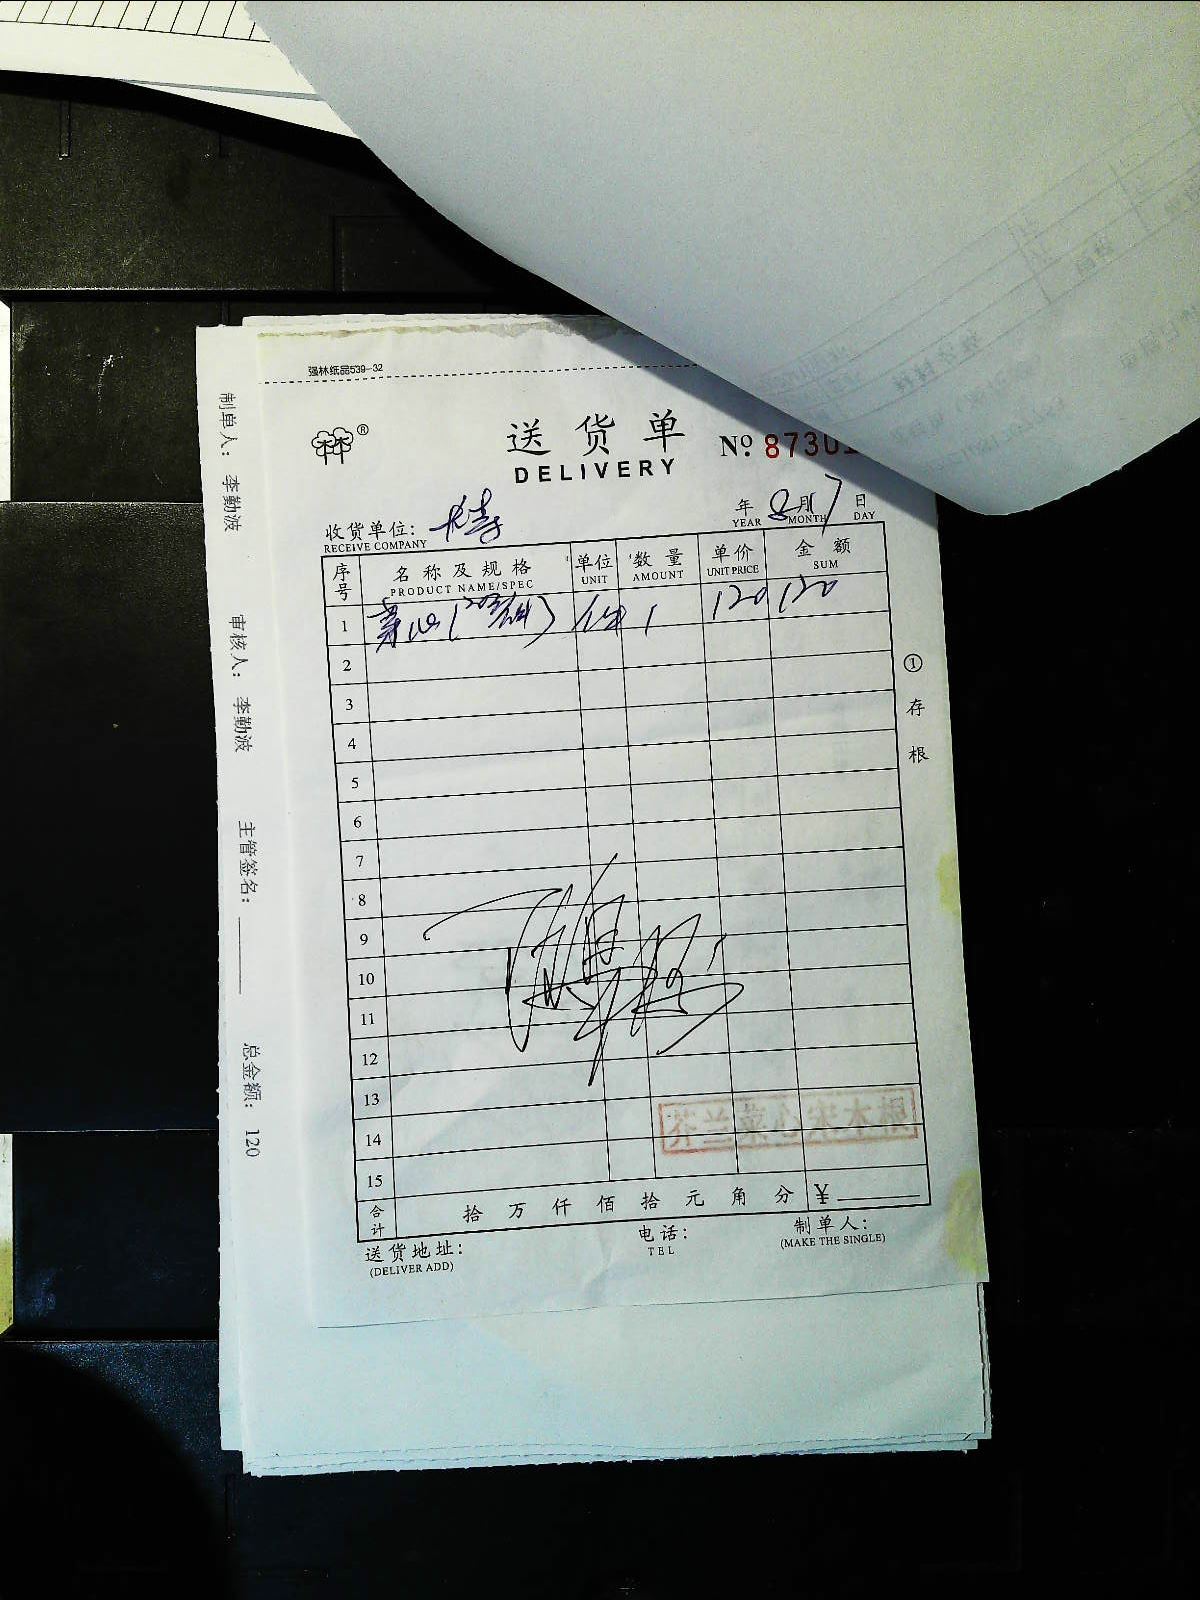 强林纸品539-32
®
送货单
DELIVERY
№ 8730
收货单位：
RECEIVE COMPANY
年 8月17日
YEAR MONTH DAY
序号 名称及规格 单位 数量 单价 金额
PRODUCT NAME/SPEC UNIT AMOUNT UNIT PRICE SUM
1 件 1 120 120
2
3
4
5
6
7
8
9
10
11
12
13
14
15
合计 拾万仟佰拾元角分 ¥
送货地址：
(DELIVER ADD)
电话：
TEL
制单人：
(MAKE THE SINGLE)
①存根
制单人：李勤波 审核人：李勤波 主管签名：________ 总金额：120